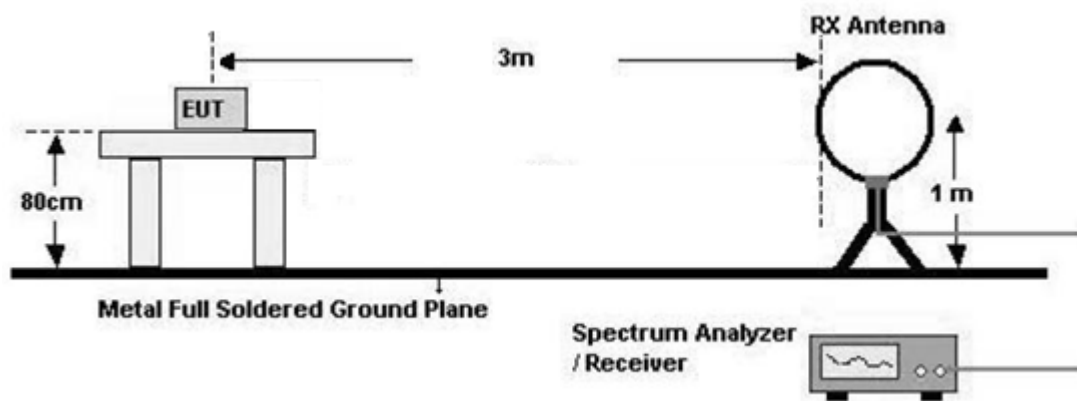 RX Antenna
3m
EUT
80cm
1 m
Metal Full Soldered Ground Plane
Spectrum Analyzer
/ Receiver